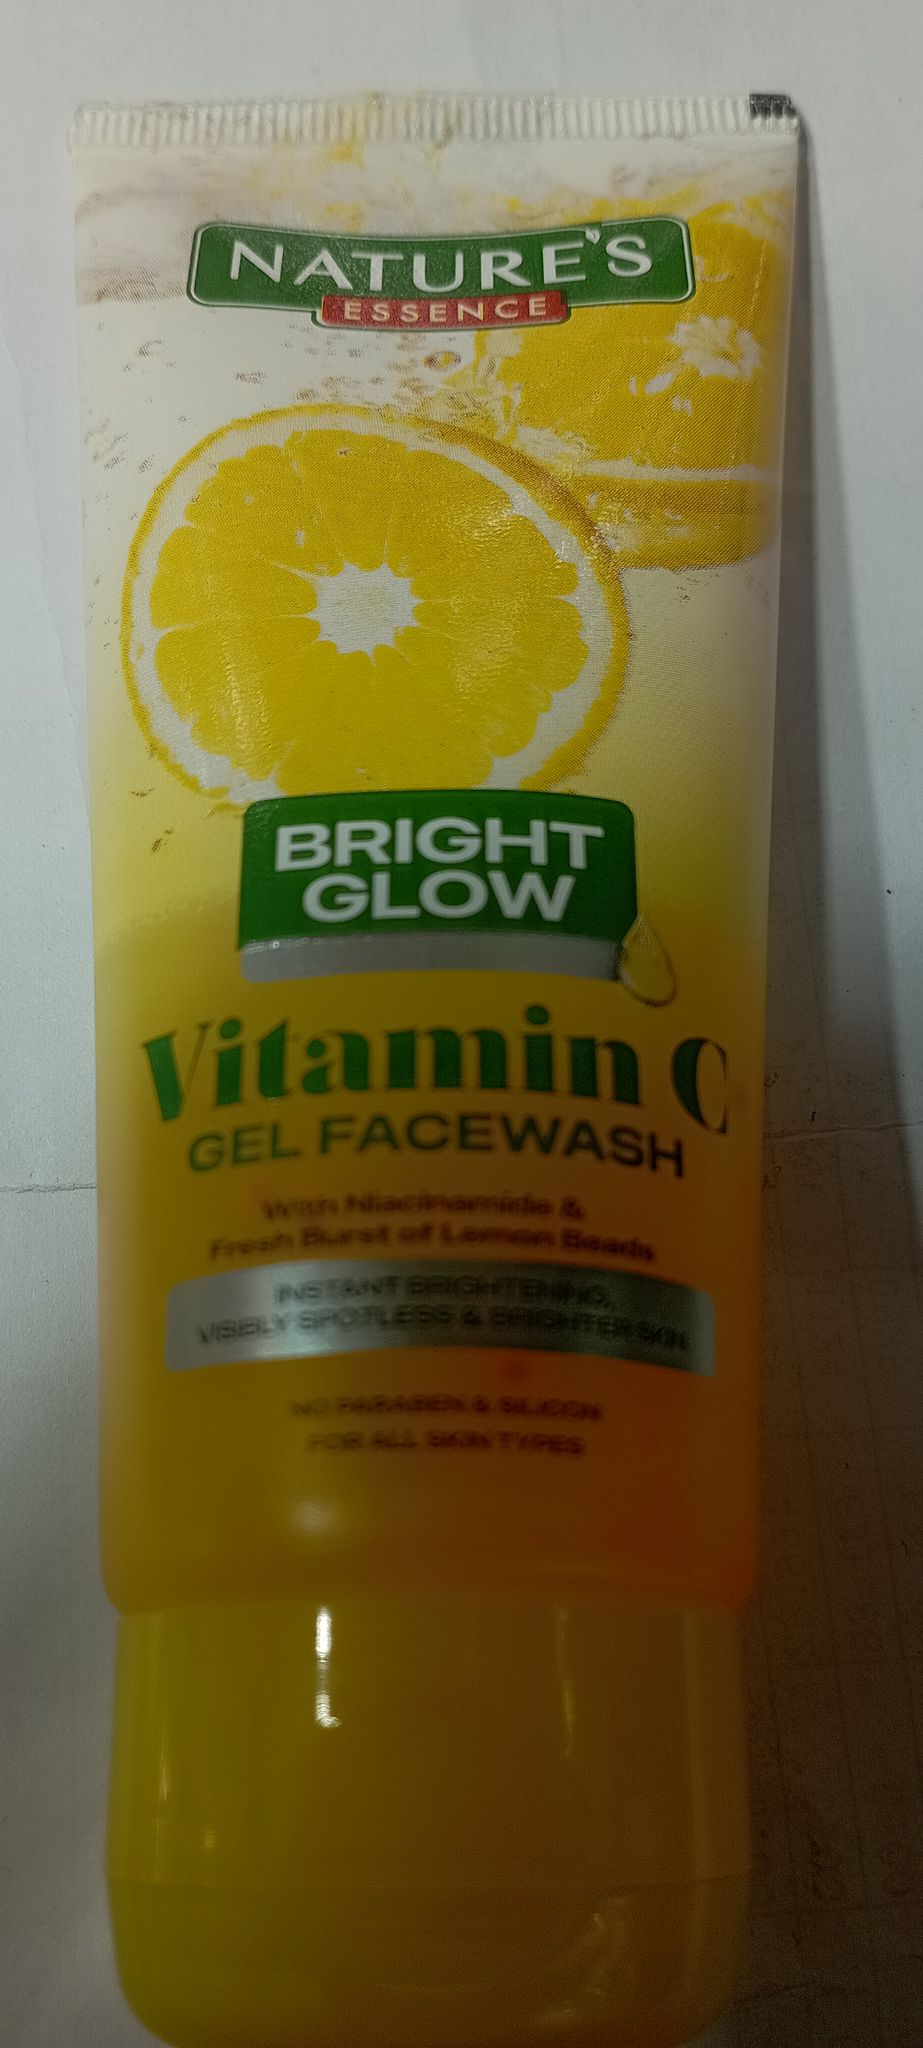 NATURE'S
ESSENCE
BRIGHT
GLOW
Vitamin C
GEL FACEWASH
With Niacinamide &
Fresh Burst of Lemon Beads
INSTANT BRIGHTENING,
VISIBLY SPOTLESS & BRIGHTER SKIN
NO PARABEN & SILICON
FOR ALL SKIN TYPES